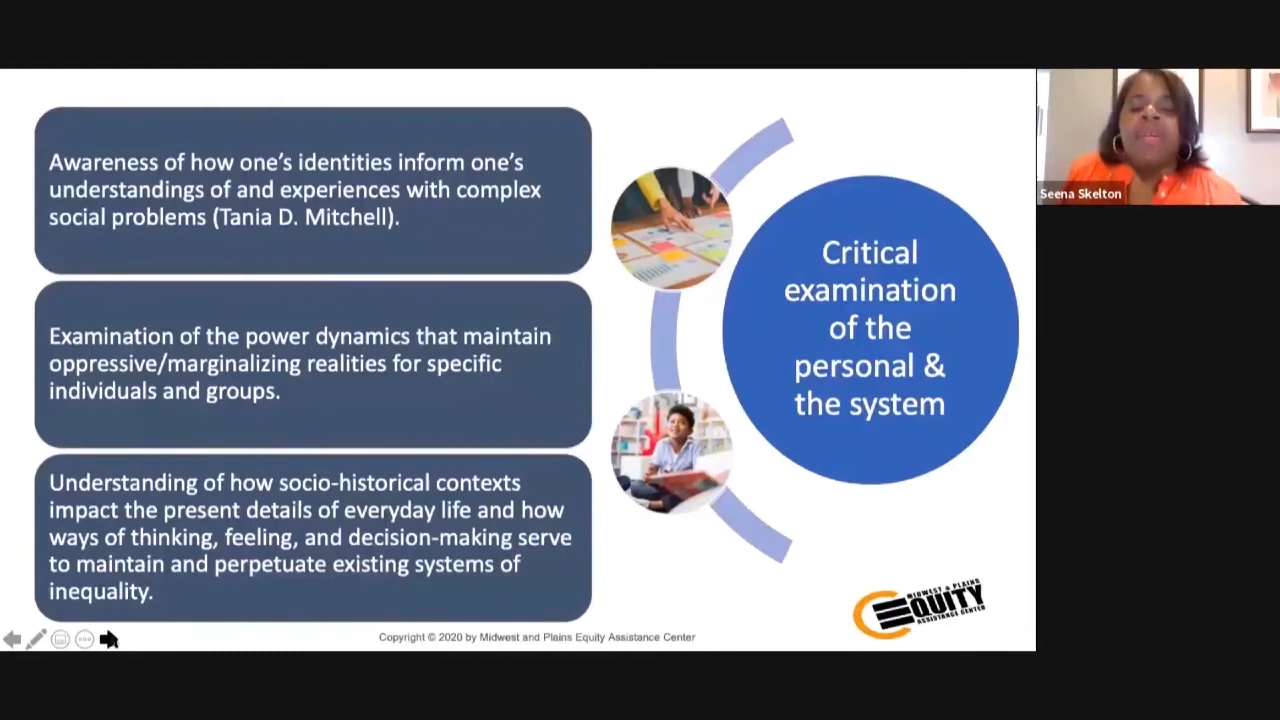 Awareness of how one's identities inform one's
understandings of and experiences with complex
social problems (Tania D. Mitchell).
Examination of the power dynamics that maintain
oppressive/marginalizing realities for specific
individuals and groups.
Understanding of how socio-historical contexts
impact the present details of everyday life and how
ways of thinking, feeling, and decision-making serve
to maintain and perpetuate existing systems of
inequality.
Critical
examination
of the
personal &
the system
Seena Skelton
MIDWEST & PLAINS
EQUITY
ASSISTANCE CENTER
Copyright © 2020 by Midwest and Plains Equity Assistance Center